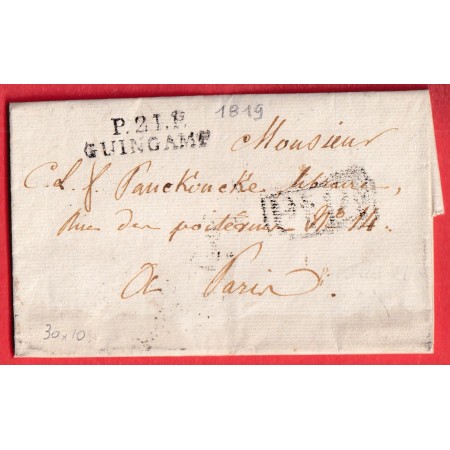 1819
P.21.P.
GUINGAMP
Monsieur
C. L. f. Panckoucke libraire,
Rue des poitevins N° 14.
A Paris.
30x10